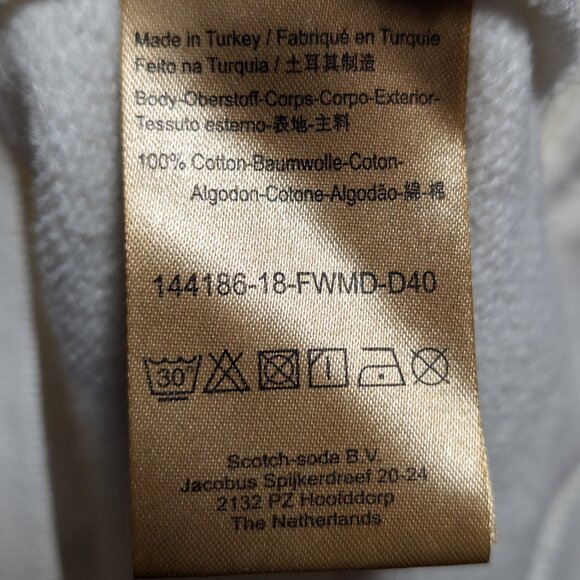 Made in Turkey / Fabriqué en Turquie
Feito na Turquia / 土耳其制造
Body-Oberstoff-Corps-Corpo-Exterior-
Tessuto esterno-表地-主料
100% Cotton-Baumwolle-Coton-
Algodon-Cotone-Algodão-綿-棉
144186-18-FWMD-D40
30°
Scotch-soda B.V.
Jacobus Spijkerdreef 20-24
2132 PZ Hoofddorp
The Netherlands